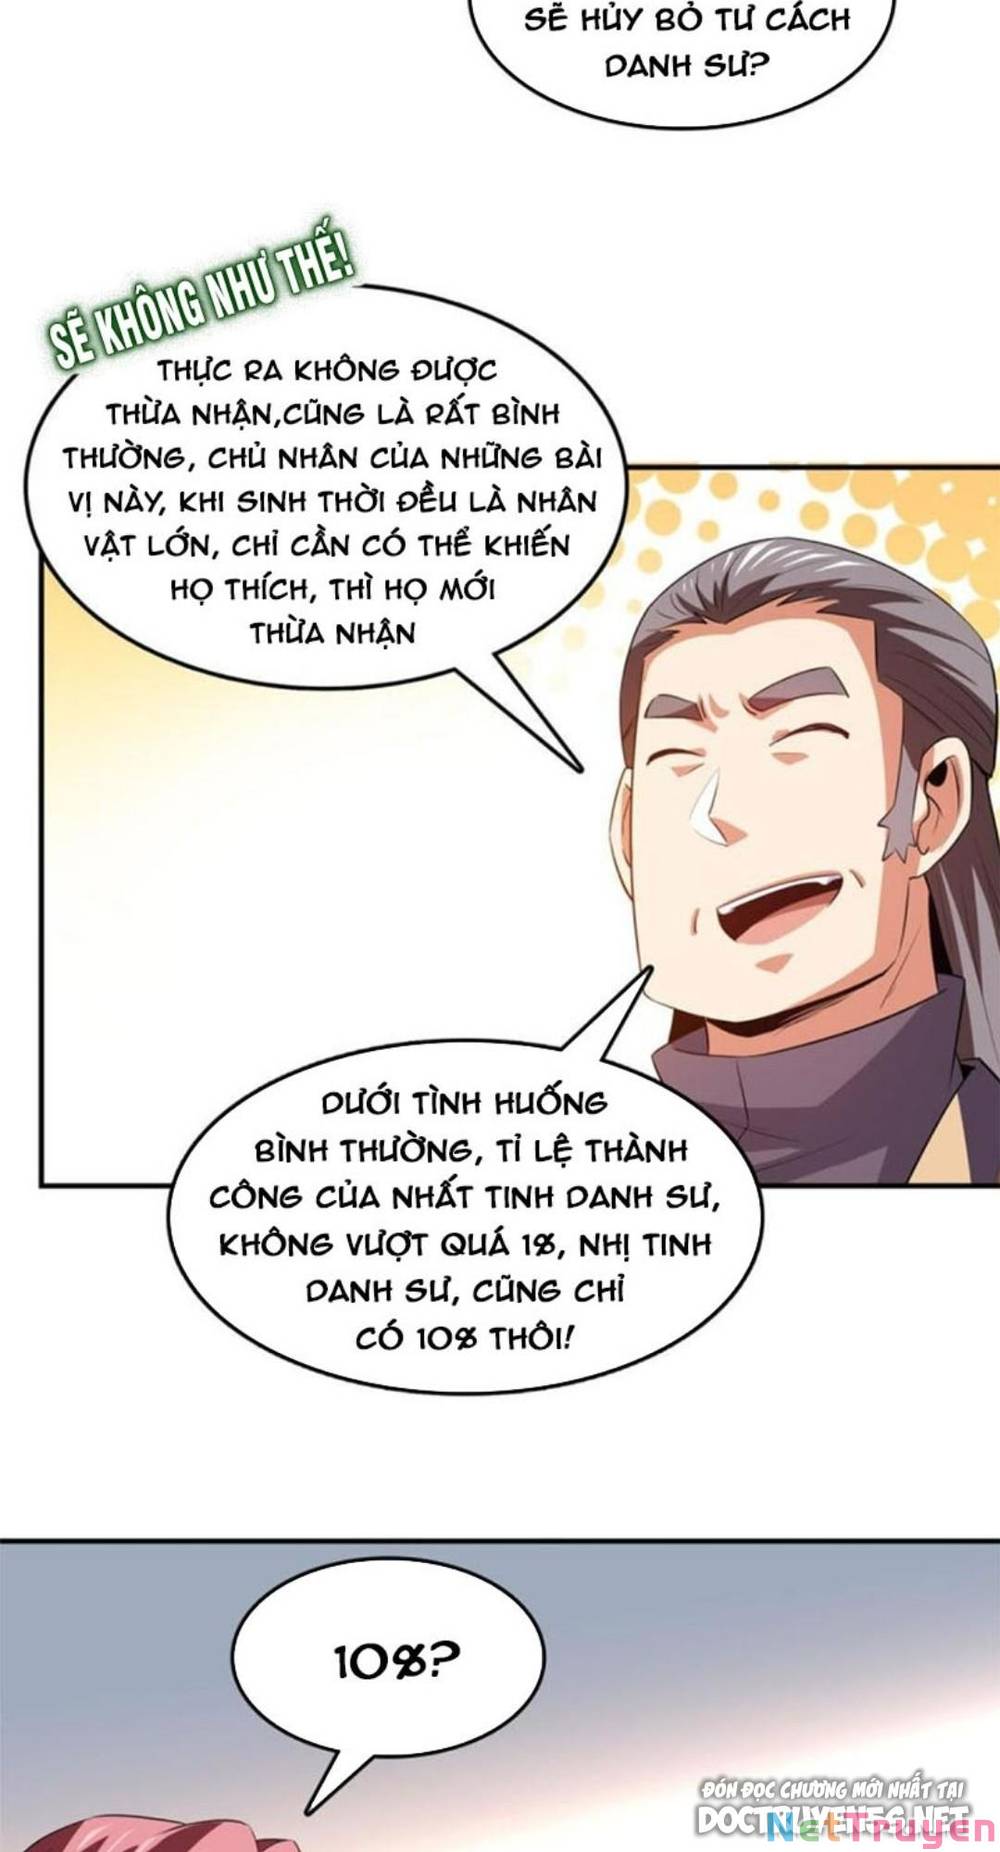 SẼ HỦY BỎ TƯ CÁCH
DANH SƯ?
SẼ KHÔNG NHƯ THẾ!
THỰC RA KHÔNG ĐƯỢC
THỪA NHẬN,CŨNG LÀ RẤT BÌNH
THƯỜNG, CHỦ NHÂN CỦA NHỮNG BÀI
VỊ NÀY, KHI SINH THỜI ĐỀU LÀ NHÂN
VẬT LỚN, CHỈ CẦN CÓ THỂ KHIẾN
HỌ THÍCH, THÌ HỌ MỚI
THỪA NHẬN
DƯỚI TÌNH HUỐNG
BÌNH THƯỜNG, TỈ LỆ THÀNH
CÔNG CỦA NHẤT TINH DANH SƯ,
KHÔNG VƯỢT QUÁ 1%, NHỊ TINH
DANH SƯ, CŨNG CHỈ
CÓ 10% THÔI!
10%?
ĐÓN ĐỌC CHƯƠNG MỚI NHẤT TẠI
DOCTRUYEN56.NET
NetTruyen